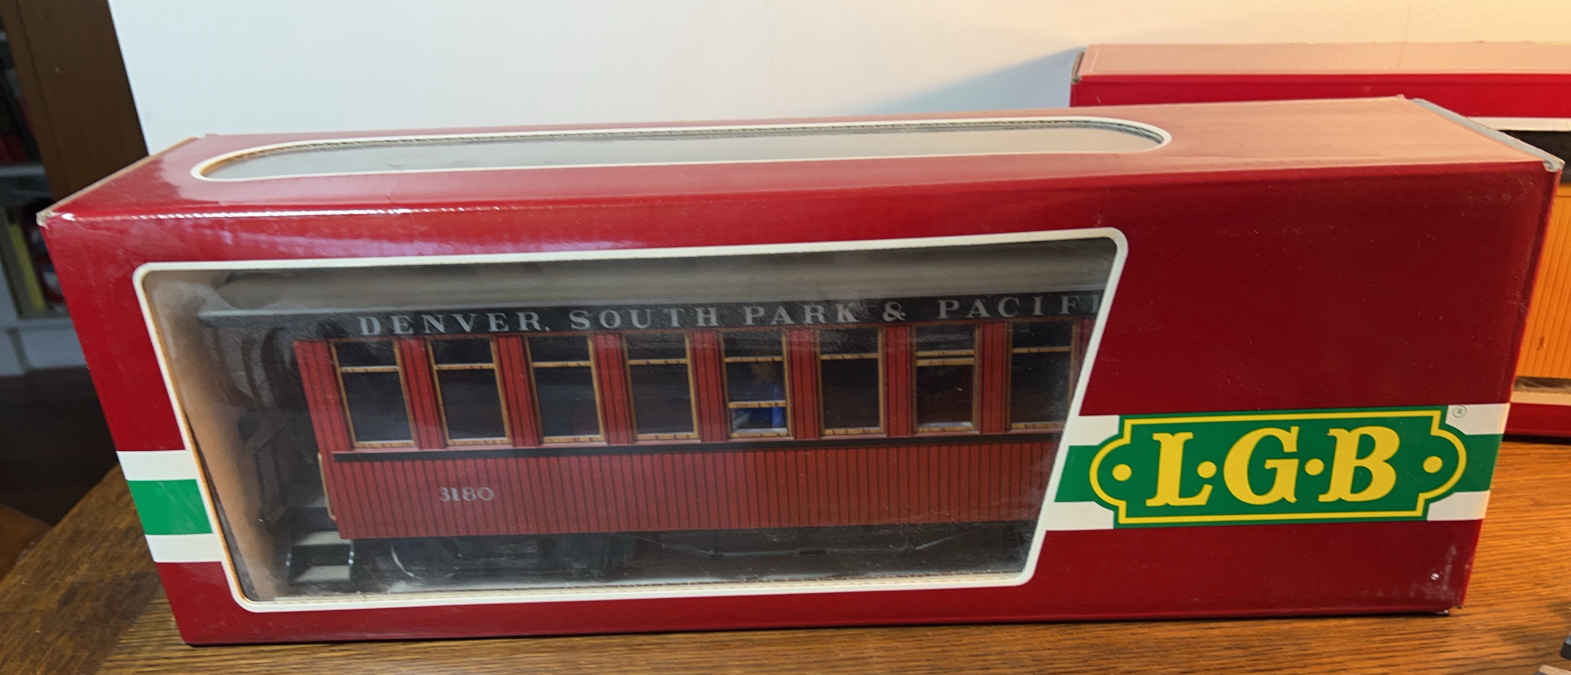 DENVER, SOUTH PARK & PACIF
3180
L·G·B
®